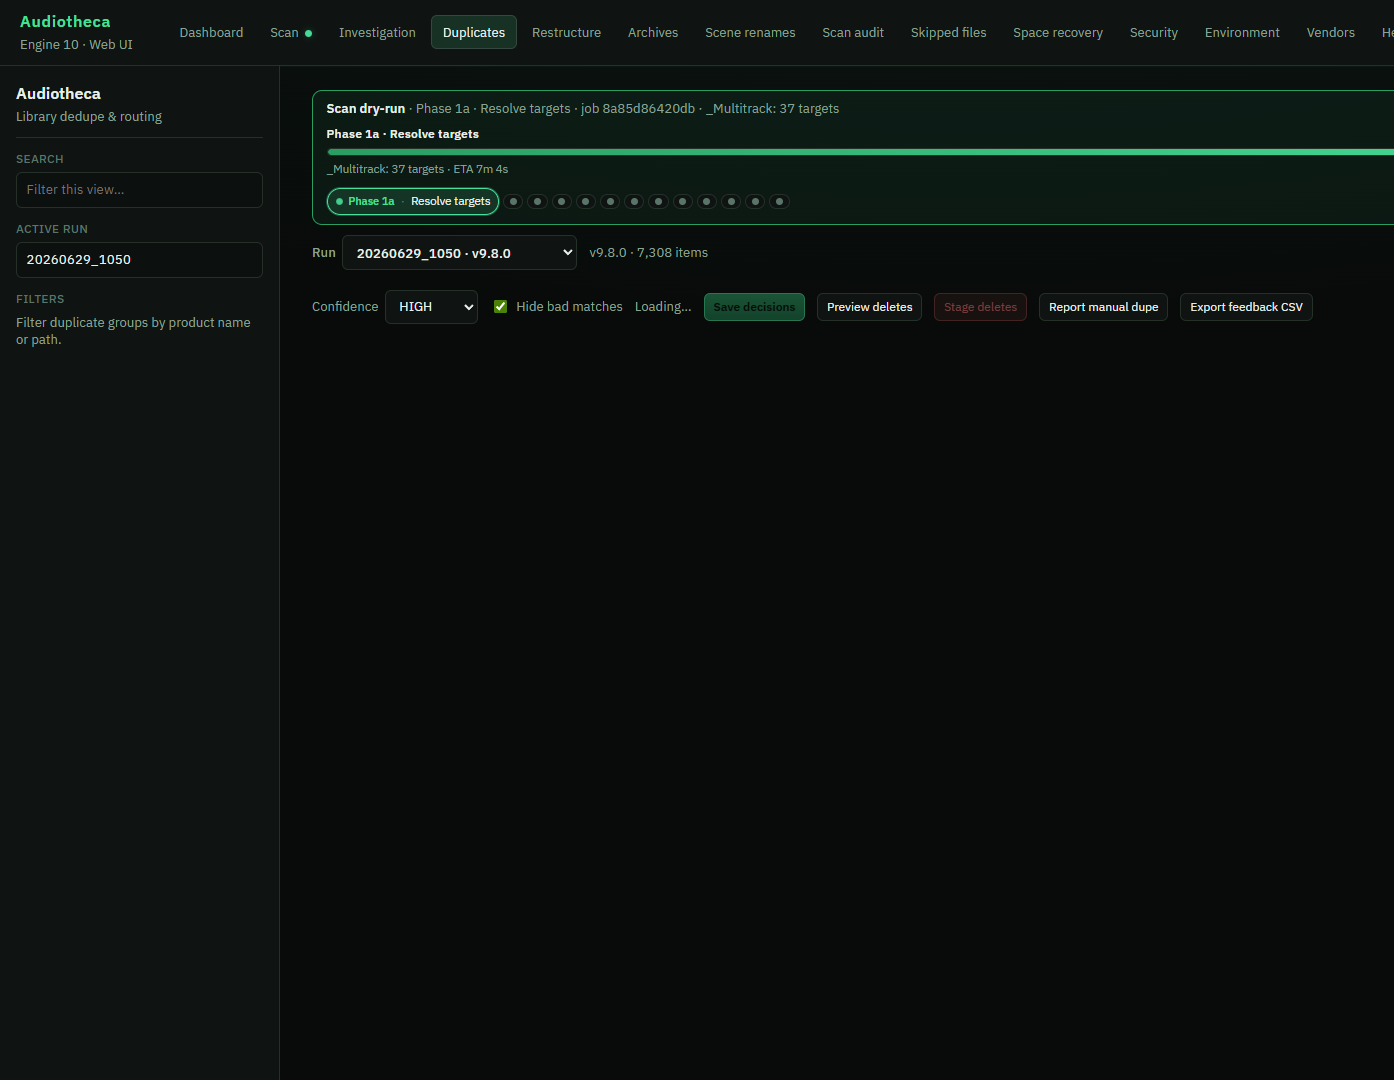 Audiotheca
Engine 10 · Web UI
Dashboard
Scan
Investigation
Duplicates
Restructure
Archives
Scene renames
Scan audit
Skipped files
Space recovery
Security
Environment
Vendors
Audiotheca
Library dedupe & routing
SEARCH
Filter this view...
ACTIVE RUN
20260629_1050
FILTERS
Filter duplicate groups by product name
or path.
Scan dry-run · Phase 1a · Resolve targets · job 8a85d86420db · _Multitrack: 37 targets
Phase 1a · Resolve targets
_Multitrack: 37 targets · ETA 7m 4s
Phase 1a · Resolve targets
Run 20260629_1050 · v9.8.0 v9.8.0 · 7,308 items
Confidence HIGH Hide bad matches Loading... Save decisions Preview deletes Stage deletes Report manual dupe Export feedback CSV